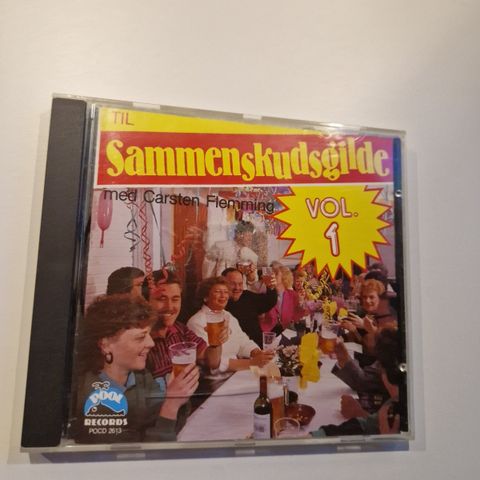 TIL
Sammenskudsgilde
med Carsten Flemming
VOL.
1
POOL
RECORDS
POCD 2613